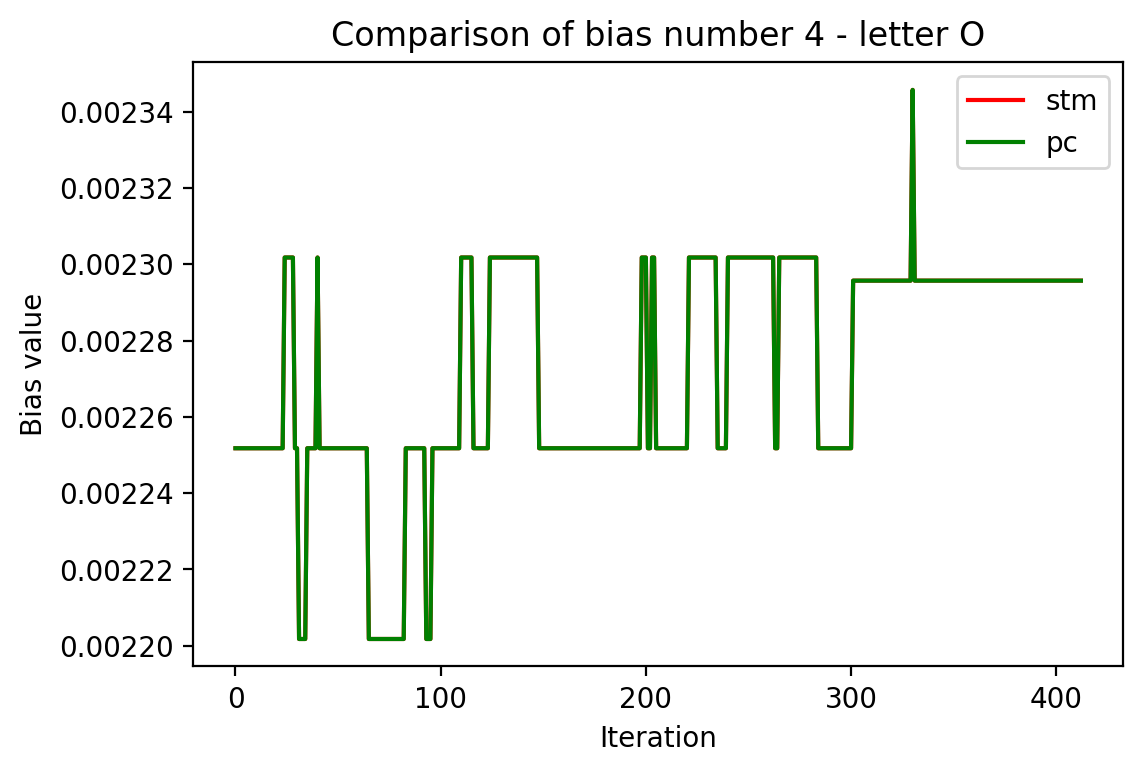 Comparison of bias number 4 - letter O
stm
pc
0.00234
0.00232
0.00230
0.00228
0.00226
0.00224
0.00222
0.00220
Bias value
0 100 200 300 400
Iteration